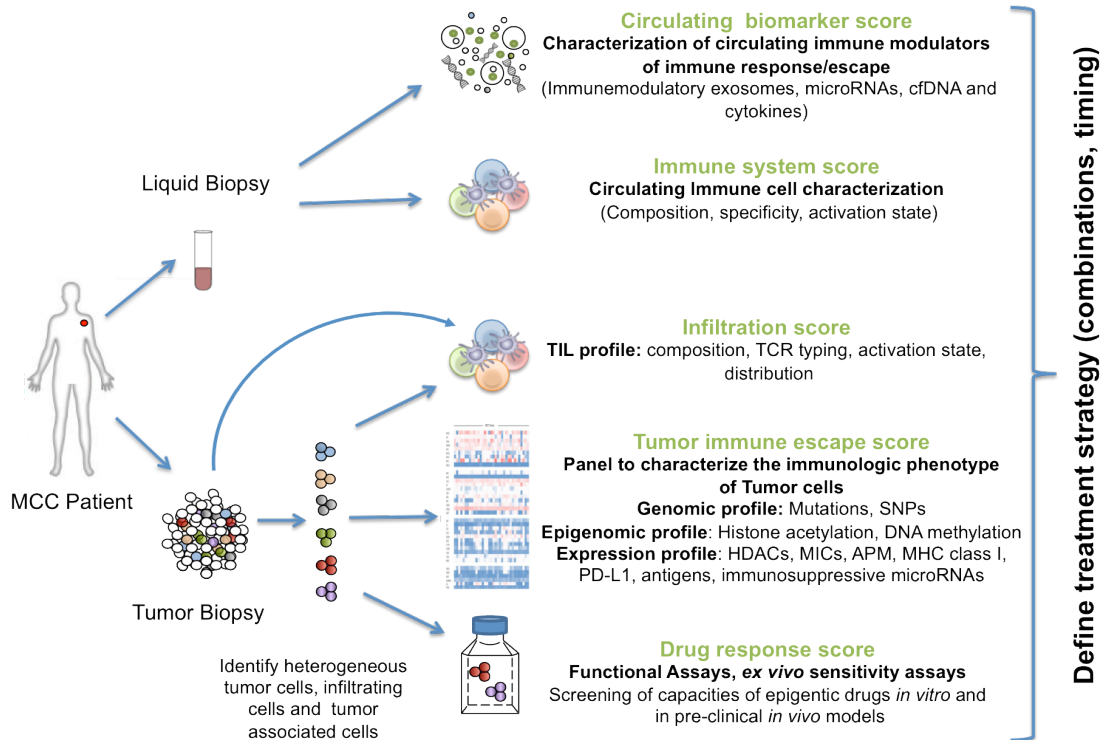 Circulating biomarker score
Characterization of circulating immune modulators
of immune response/escape
(Immunemodulatory exosomes, microRNAs, cfDNA and
cytokines)
Liquid Biopsy
Immune system score
Circulating Immune cell characterization
(Composition, specificity, activation state)
MCC Patient
Infiltration score
TIL profile: composition, TCR typing, activation state,
distribution
Tumor immune escape score
Panel to characterize the immunologic phenotype
of Tumor cells
Genomic profile: Mutations, SNPs
Epigenomic profile: Histone acetylation, DNA methylation
Expression profile: HDACs, MICs, APM, MHC class I,
PD-L1, antigens, immunosuppressive microRNAs
Tumor Biopsy
Identify heterogeneous
tumor cells, infiltrating
cells and tumor
associated cells
Drug response score
Functional Assays, ex vivo sensitivity assays
Screening of capacities of epigentic drugs in vitro and
in pre-clinical in vivo models
Define treatment strategy (combinations, timing)